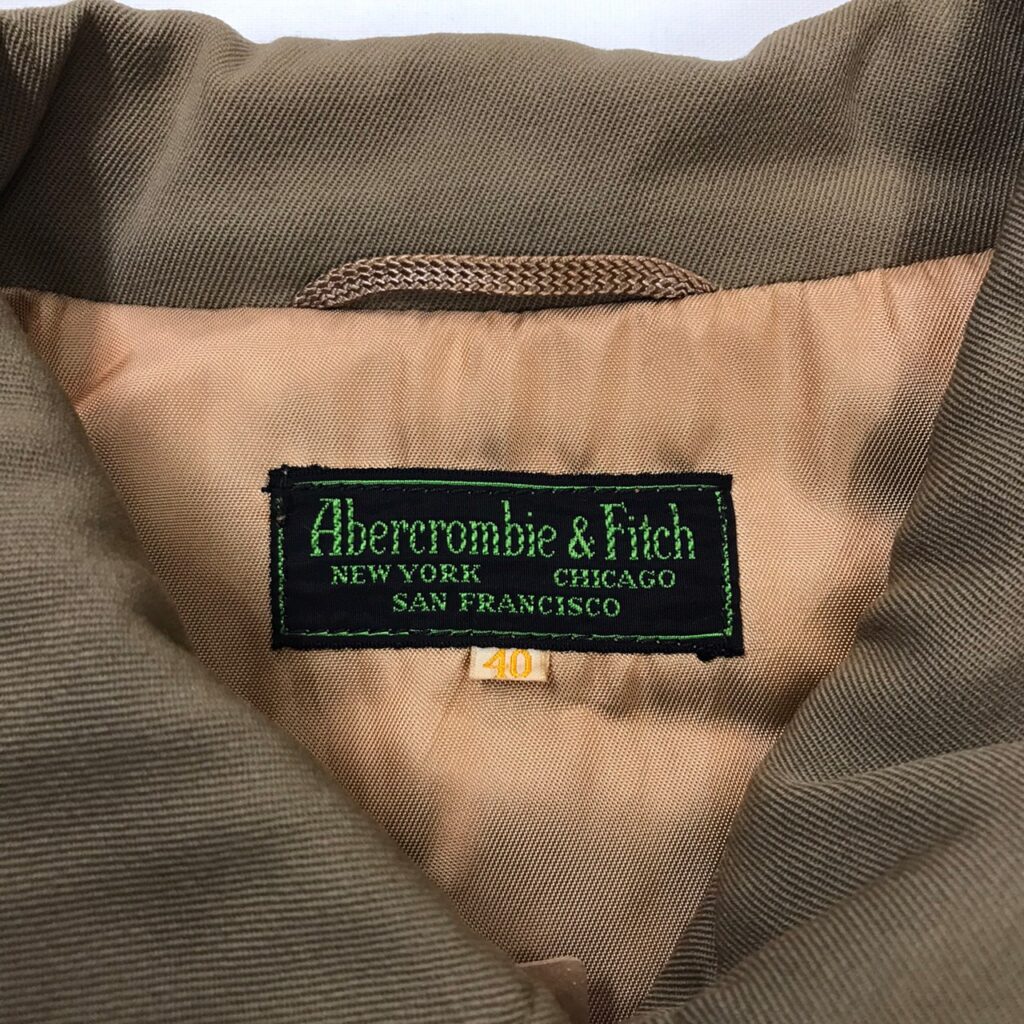 Abercrombie & Fitch
NEW YORK CHICAGO
SAN FRANCISCO
40